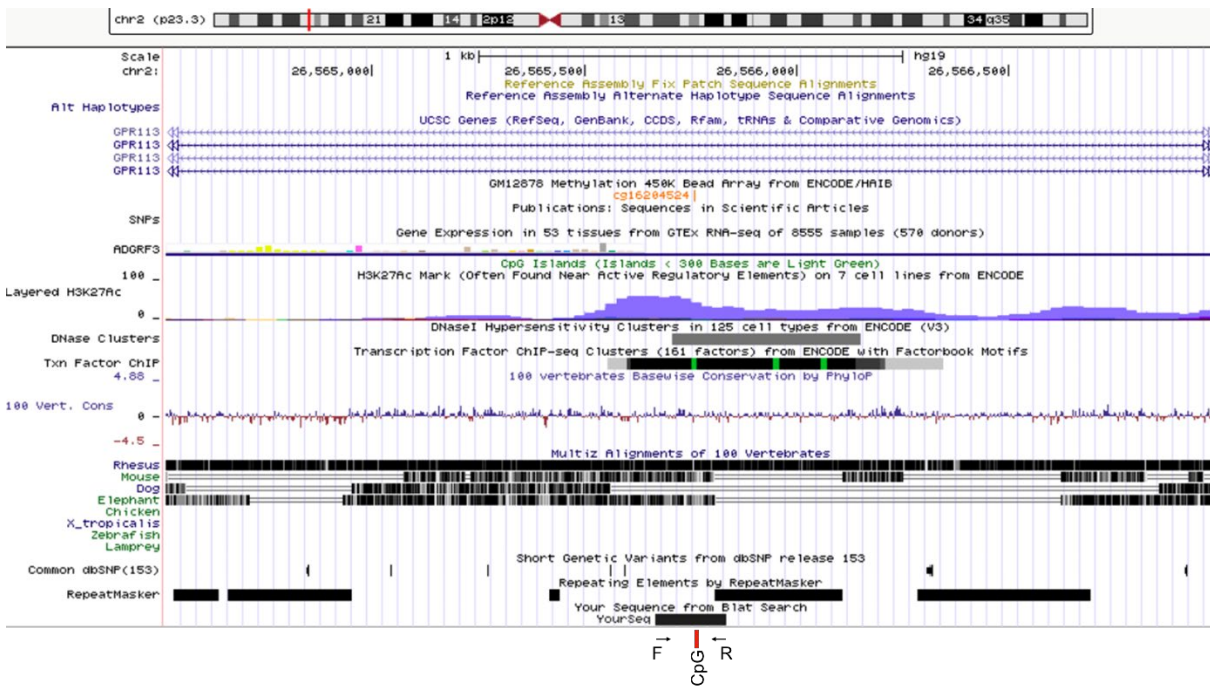 chr2 (p23.3) 21 14 2p12 13 34 q35
Scale 1 kb hg19
chr2: 26,565,000 26,565,500 26,566,000 26,566,500
Reference Assembly Fix Patch Sequence Alignments
Reference Assembly Alternate Haplotype Sequence Alignments
Alt Haplotypes
UCSC Genes (RefSeq, GenBank, CCDS, Rfam, tRNAs & Comparative Genomics)
GPR113
GPR113
GPR113
GPR113
GM12878 Methylation 450K Bead Array from ENCODE/HAIB
cg16204524
Publications: Sequences in Scientific Articles
SNPs
Gene Expression in 53 tissues from GTEx RNA-seq of 8555 samples (570 donors)
ADGRF3
CpG Islands (Islands < 300 Bases are Light Green)
H3K27Ac Mark (Often Found Near Active Regulatory Elements) on 7 cell lines from ENCODE
100 _
Layered H3K27Ac
0 _
DNaseI Hypersensitivity Clusters in 125 cell types from ENCODE (V3)
DNase Clusters
Transcription Factor ChIP-seq Clusters (161 factors) from ENCODE with Factorbook Motifs
Txn Factor ChIP
4.88 _
100 vertebrates Basewise Conservation by PhyloP
100 Vert. Cons
0 _
-4.5 _
Multiz Alignments of 100 Vertebrates
Rhesus
Mouse
Dog
Elephant
Chicken
X_tropicalis
Zebrafish
Lamprey
Short Genetic Variants from dbSNP release 153
Common dbSNP(153)
Repeating Elements by RepeatMasker
RepeatMasker
Your Sequence from Blat Search
YourSeq
F CpG R